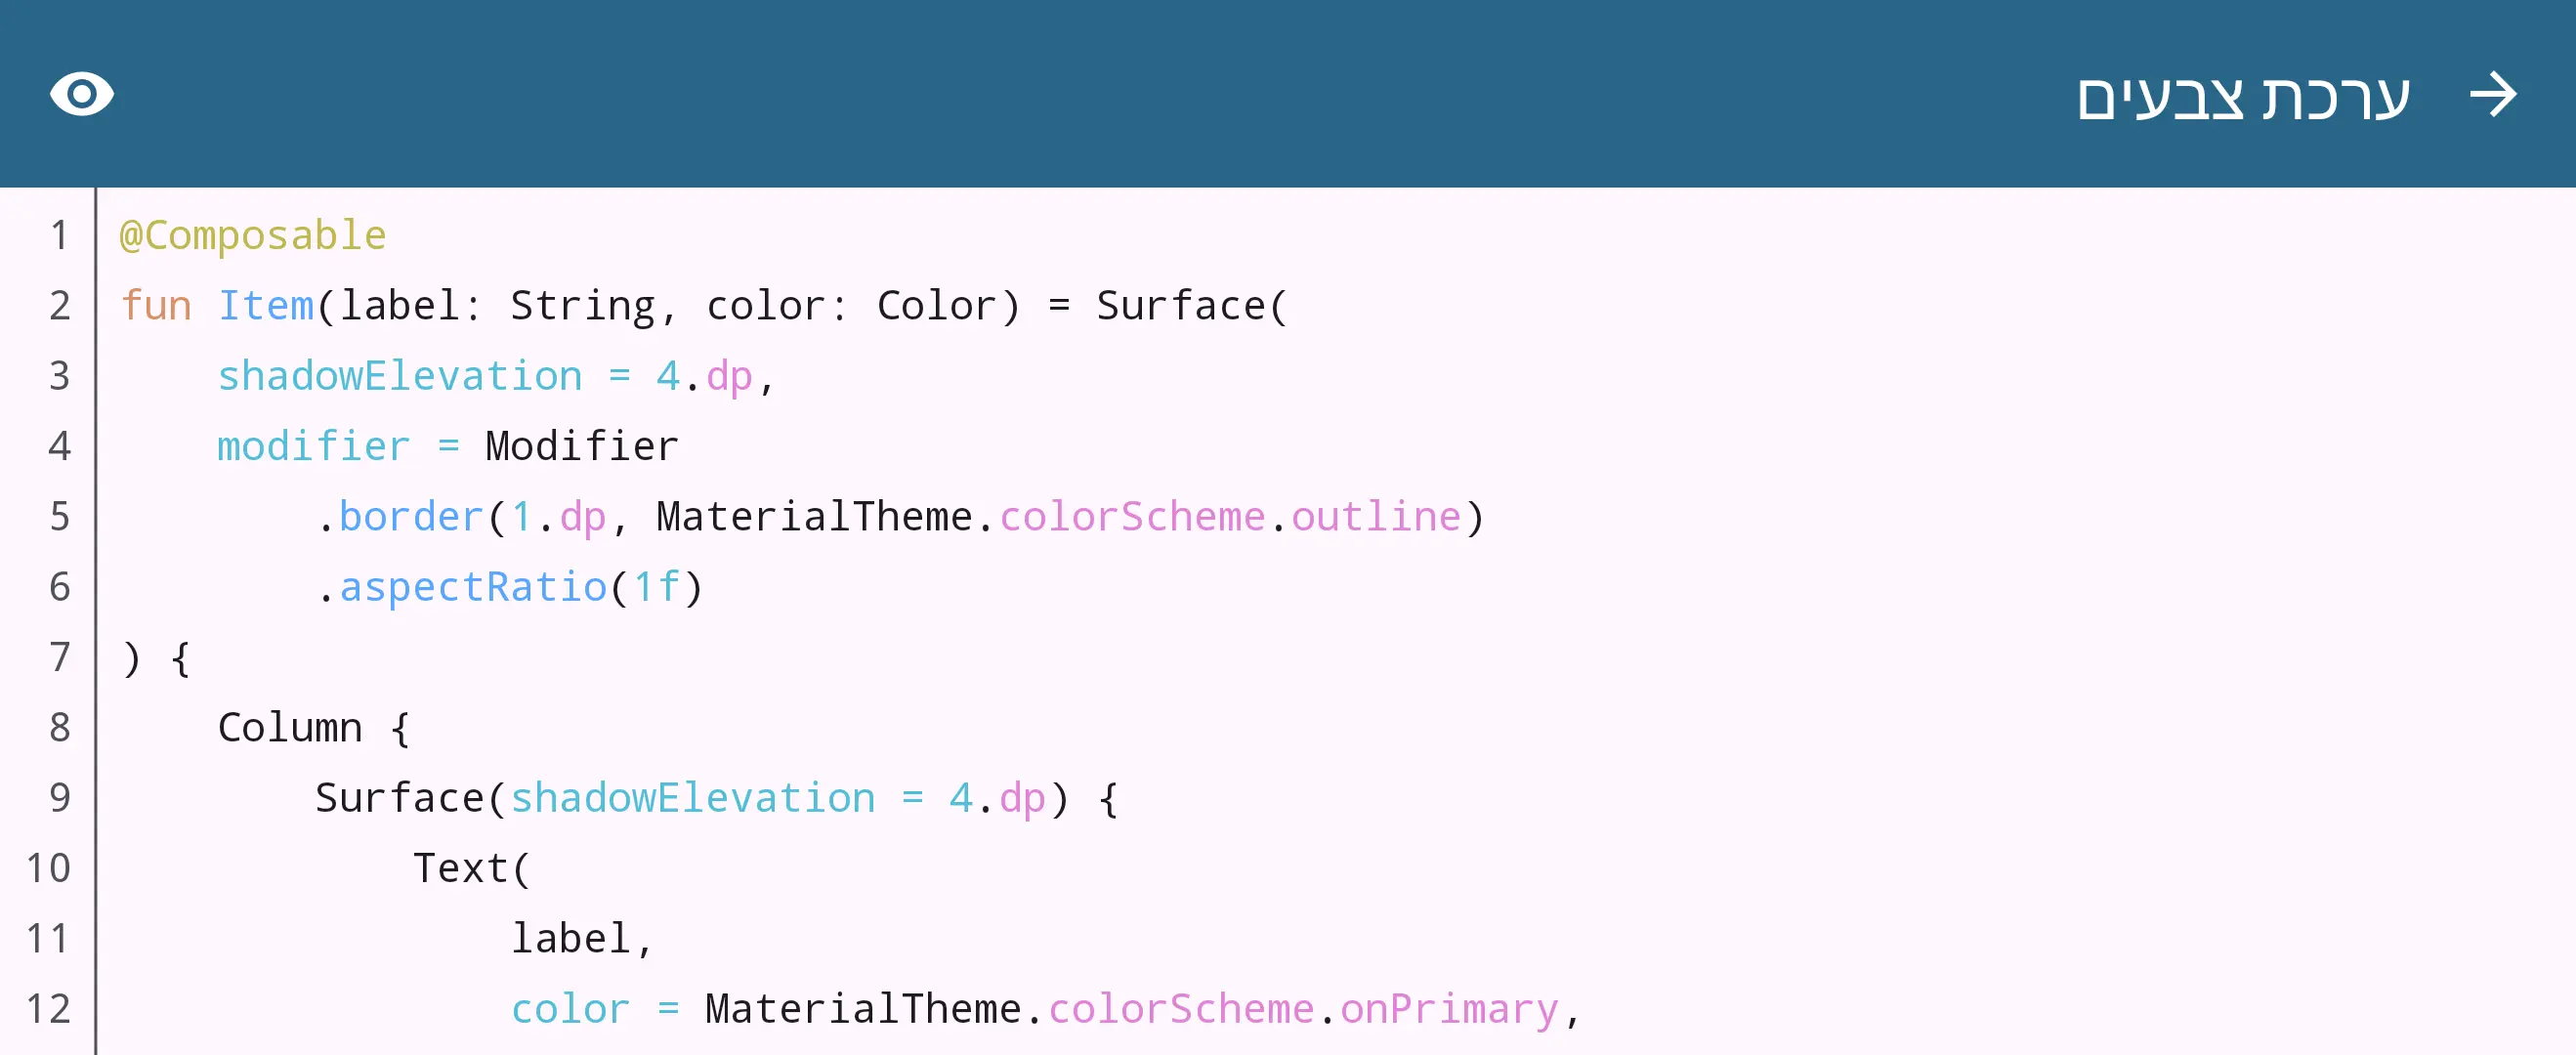 ערכת צבעים
1 @Composable
2 fun Item(label: String, color: Color) = Surface(
3     shadowElevation = 4.dp,
4     modifier = Modifier
5         .border(1.dp, MaterialTheme.colorScheme.outline)
6         .aspectRatio(1f)
7 ) {
8     Column {
9         Surface(shadowElevation = 4.dp) {
10             Text(
11                 label,
12                 color = MaterialTheme.colorScheme.onPrimary,